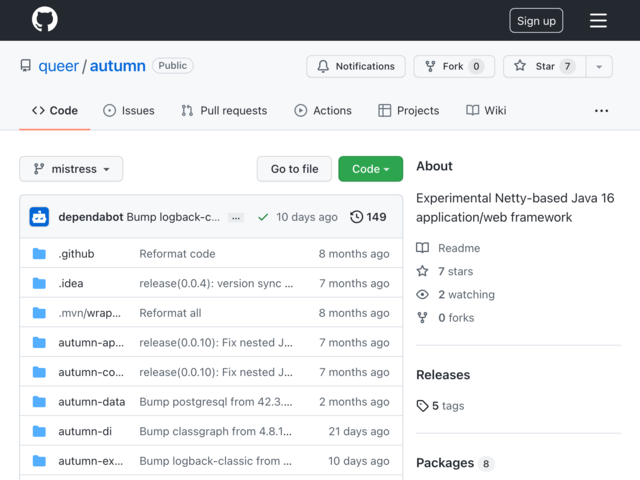 Sign up
queer / autumn Public
Notifications Fork 0 Star 7
Code Issues Pull requests Actions Projects Wiki ...
mistress Go to file Code
About
Experimental Netty-based Java 16
application/web framework
Readme
7 stars
2 watching
0 forks
Releases
5 tags
Packages 8
dependabot Bump logback-c... ... 10 days ago 149
.github Reformat code 8 months ago
.idea release(0.0.4): version sync ... 7 months ago
.mvn/wrap... Reformat all 8 months ago
autumn-ap... release(0.0.10): Fix nested J... 7 months ago
autumn-co... release(0.0.10): Fix nested J... 7 months ago
autumn-data Bump postgresql from 42.3.... 2 months ago
autumn-di Bump classgraph from 4.8.1... 21 days ago
autumn-ex... Bump logback-classic from ... 10 days ago